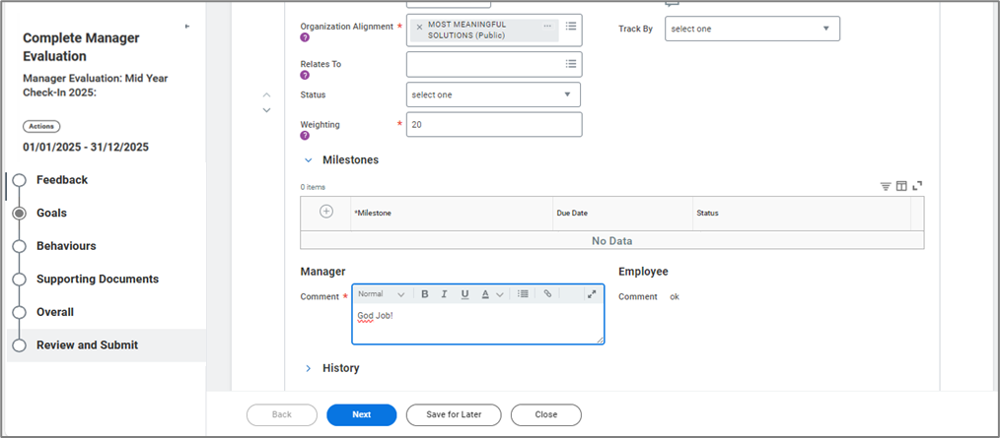 Complete Manager
Evaluation
Manager Evaluation: Mid Year
Check-In 2025:
Actions
01/01/2025 - 31/12/2025
Feedback
Goals
Behaviours
Supporting Documents
Overall
Review and Submit
Organization Alignment *
MOST MEANINGFUL
SOLUTIONS (Public)
Track By select one
Relates To
Status select one
Weighting * 20
Milestones
0 items
*Milestone Due Date Status
No Data
Manager Employee
Comment * Normal B I U A
Comment ok
God Job!
History
Back Next Save for Later Close